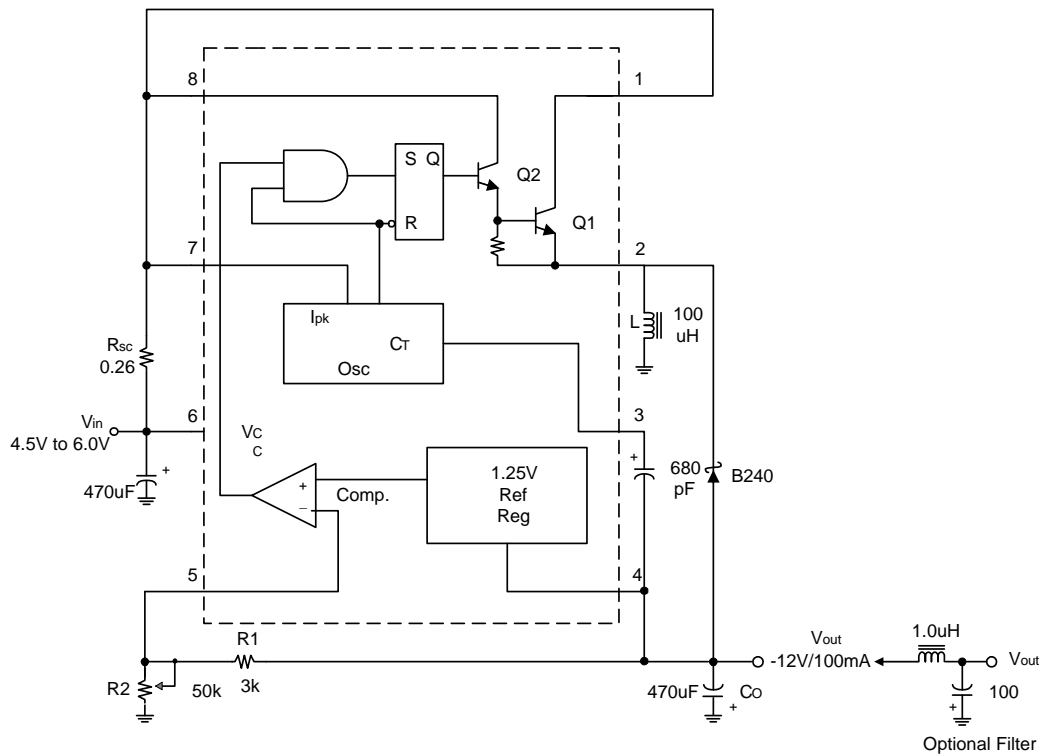 8
1
S Q
R
Q2
Q1
7
2
Ipk
CT
Osc
L
100
uH
Rsc
0.26
Vin
4.5V to 6.0V
6
3
VC
C
470uF
+
+
−
Comp.
1.25V
Ref
Reg
+
680
pF
B240
5
4
R1
3k
R2
50k
Vout
-12V/100mA
1.0uH
Vout
470uF
CO
+
100
+
Optional Filter